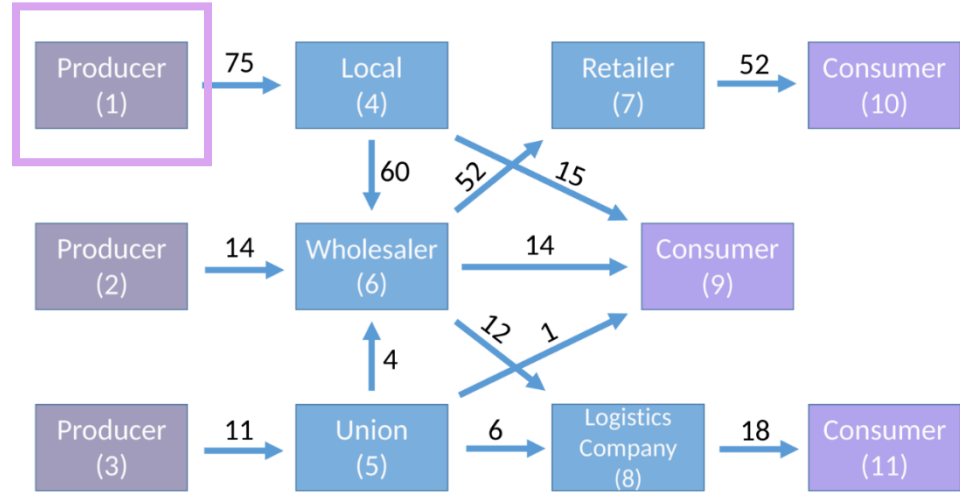 Producer
(1)
75
Local
(4)
Retailer
(7)
52
Consumer
(10)
60
52
15
Producer
(2)
14
Wholesaler
(6)
14
Consumer
(9)
4
12
1
Producer
(3)
11
Union
(5)
6
Logistics
Company
(8)
18
Consumer
(11)